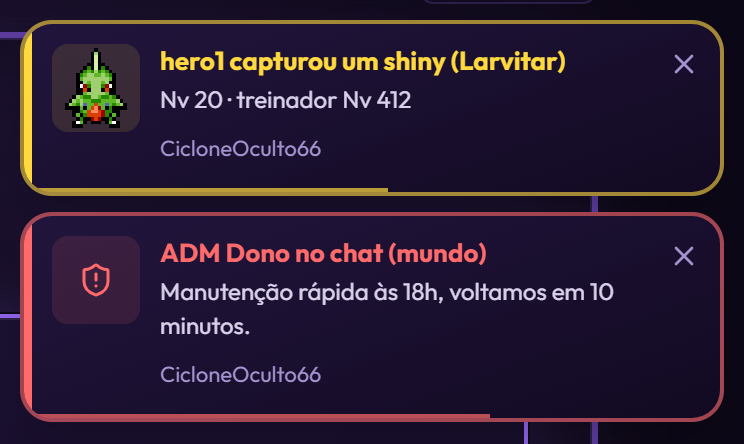 hero1 capturou um shiny (Larvitar)
Nv 20 · treinador Nv 412
CicloneOculto66
ADM Dono no chat (mundo)
Manutenção rápida às 18h, voltamos em 10
minutos.
CicloneOculto66